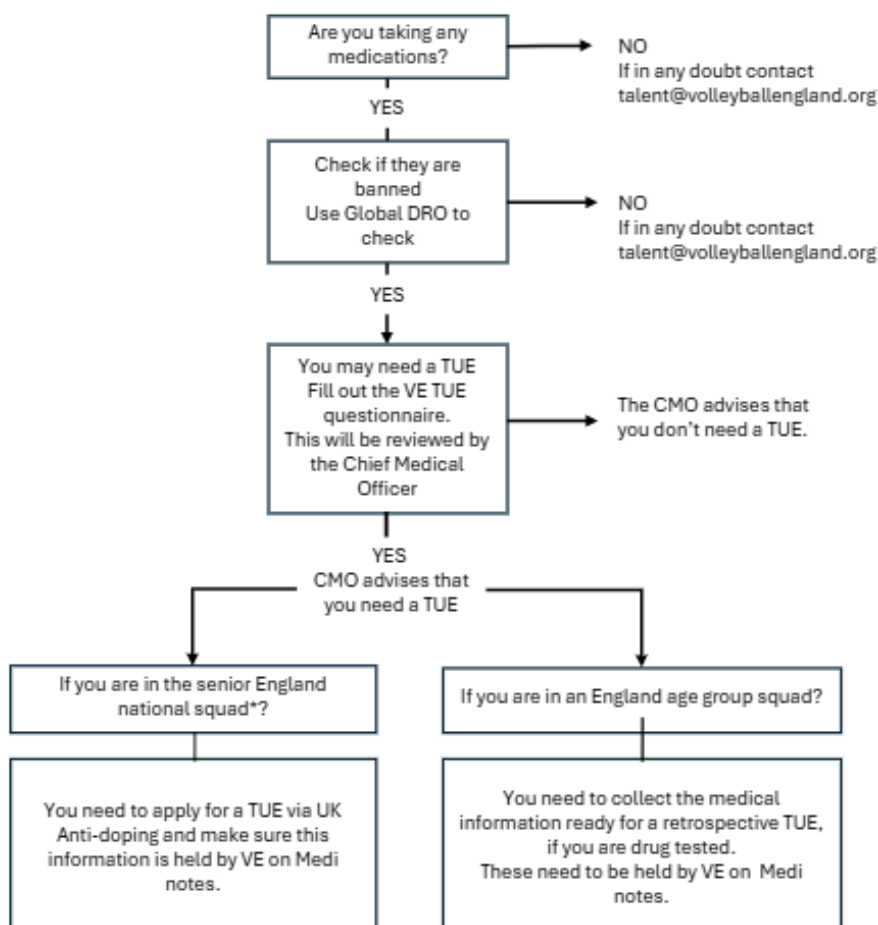 Are you taking any
medications?
NO
If in any doubt contact
talent@volleyballengland.org
YES
Check if they are
banned
Use Global DRO to
check
NO
If in any doubt contact
talent@volleyballengland.org
YES
You may need a TUE
Fill out the VE TUE
questionnaire.
This will be reviewed by
the Chief Medical
Officer
The CMO advises that
you don't need a TUE.
YES
CMO advises that
you need a TUE
If you are in the senior England
national squad*?
If you are in an England age group squad?
You need to apply for a TUE via UK
Anti-doping and make sure this
information is held by VE on Medi
notes.
You need to collect the medical
information ready for a retrospective TUE,
if you are drug tested.
These need to be held by VE on Medi
notes.